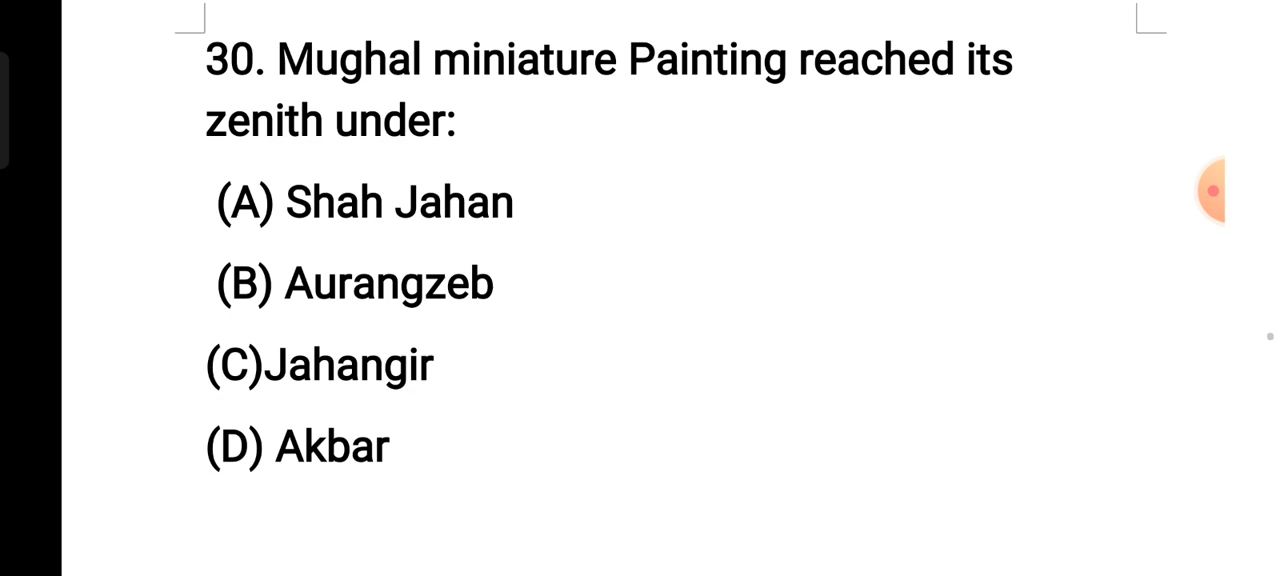 30. Mughal miniature Painting reached its
zenith under:
(A) Shah Jahan
(B) Aurangzeb
(C)Jahangir
(D) Akbar